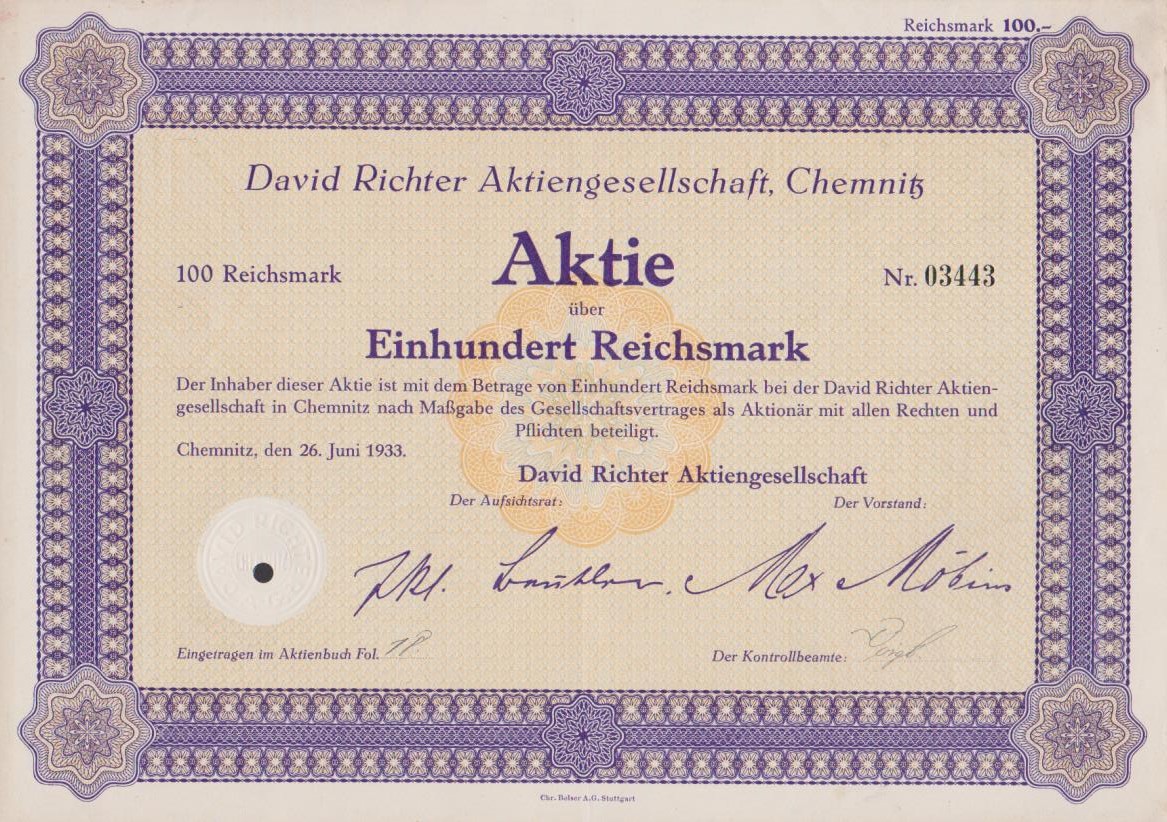 Reichsmark 100.-
David Richter Aktiengesellschaft, Chemnitz
Aktie
100 Reichsmark
Nr. 03443
über
Einhundert Reichsmark
Der Inhaber dieser Aktie ist mit dem Betrage von Einhundert Reichsmark bei der David Richter Aktien-
gesellschaft in Chemnitz nach Maßgabe des Gesellschaftsvertrages als Aktionär mit allen Rechten und
Pflichten beteiligt.
Chemnitz, den 26. Juni 1933.
David Richter Aktiengesellschaft
Der Aufsichtsrat:
Der Vorstand:
Max Möbius
Eingetragen im Aktienbuch Fol. 18
Der Kontrollbeamte:
Chr. Belser A.G. Stuttgart